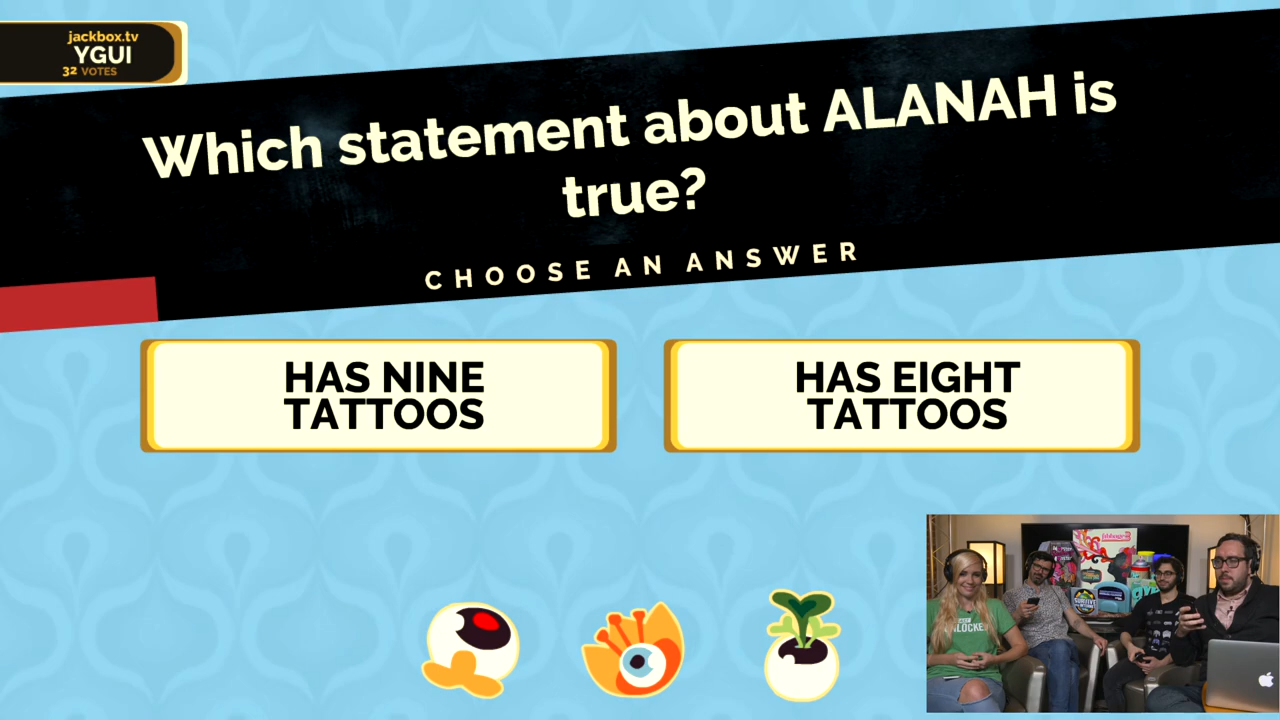 jackbox.tv
YGUI
32 VOTES
Which statement about ALANAH is
true?
CHOOSE AN ANSWER
HAS NINE
TATTOOS
HAS EIGHT
TATTOOS